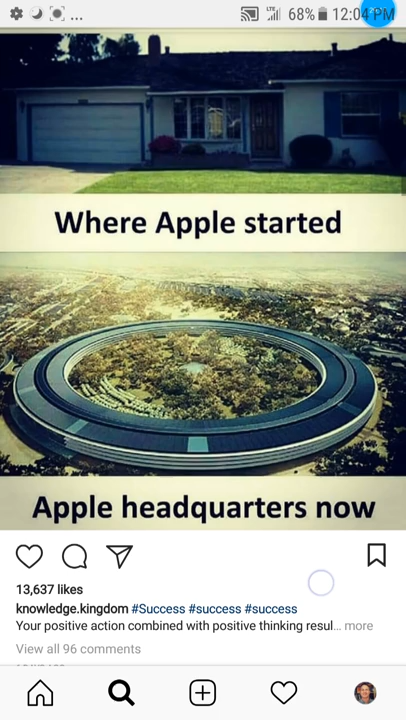 68% 12:04 PM
Where Apple started
Apple headquarters now
13,637 likes
knowledge.kingdom #Success #success #success
Your positive action combined with positive thinking resul... more
View all 96 comments